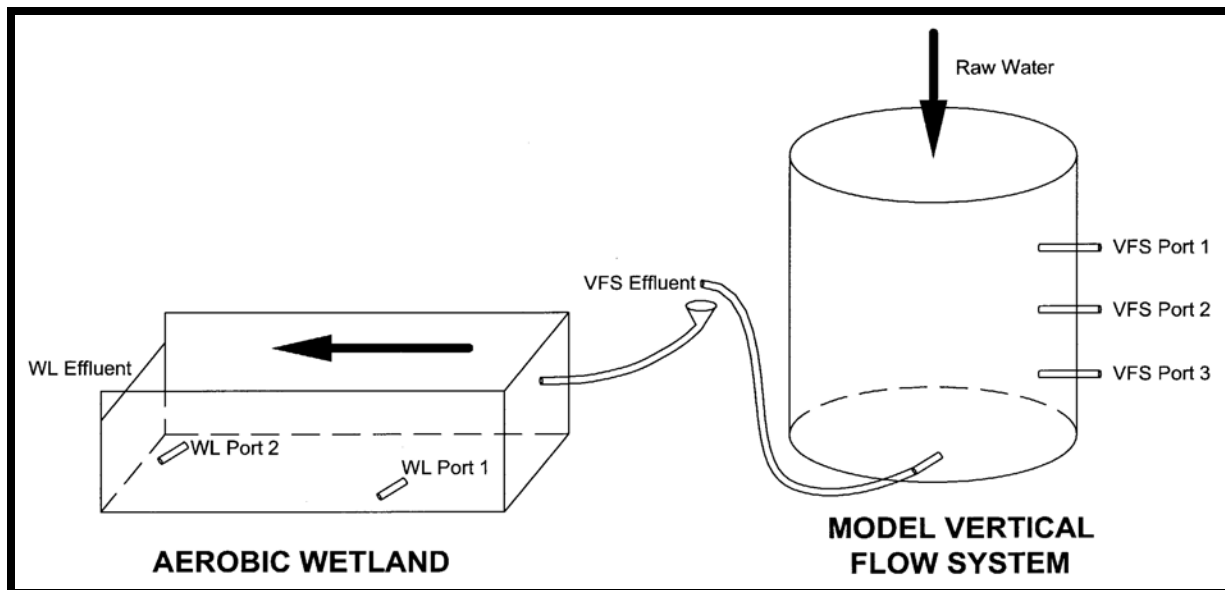 Raw Water
VFS Port 1
VFS Port 2
VFS Port 3
VFS Effluent
WL Effluent
WL Port 2
WL Port 1
AEROBIC WETLAND
MODEL VERTICAL
FLOW SYSTEM